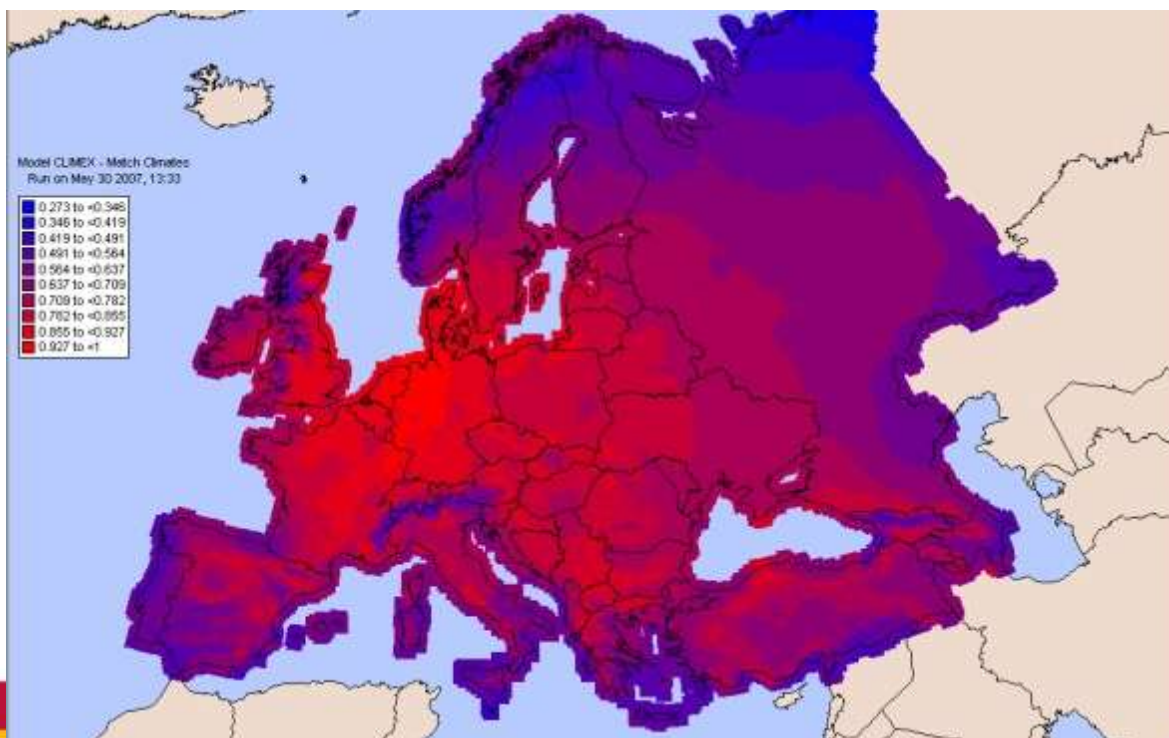 Model CLIMEX - Match Climates
Run on May 30 2007, 13:33
0.273 to <0.346
0.346 to <0.419
0.419 to <0.491
0.491 to <0.564
0.564 to <0.637
0.637 to <0.709
0.709 to <0.782
0.782 to <0.855
0.855 to <0.927
0.927 to <1